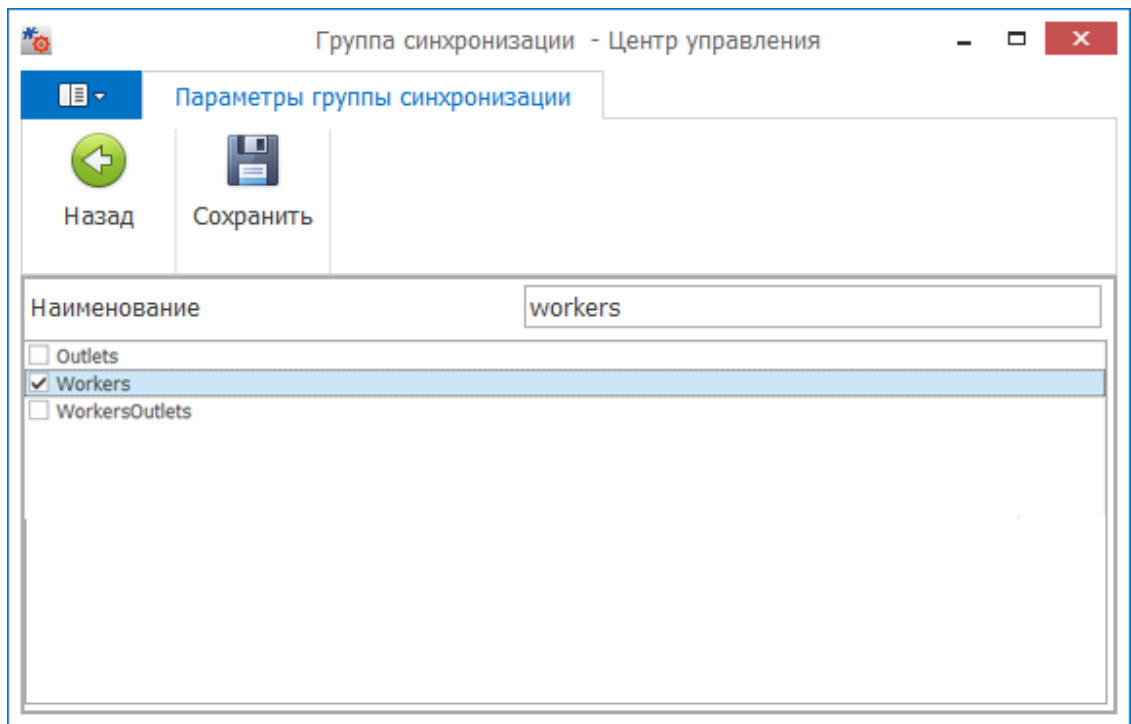 Группа синхронизации - Центр управления
Параметры группы синхронизации
Назад
Сохранить
Наименование
workers
Outlets
Workers
WorkersOutlets